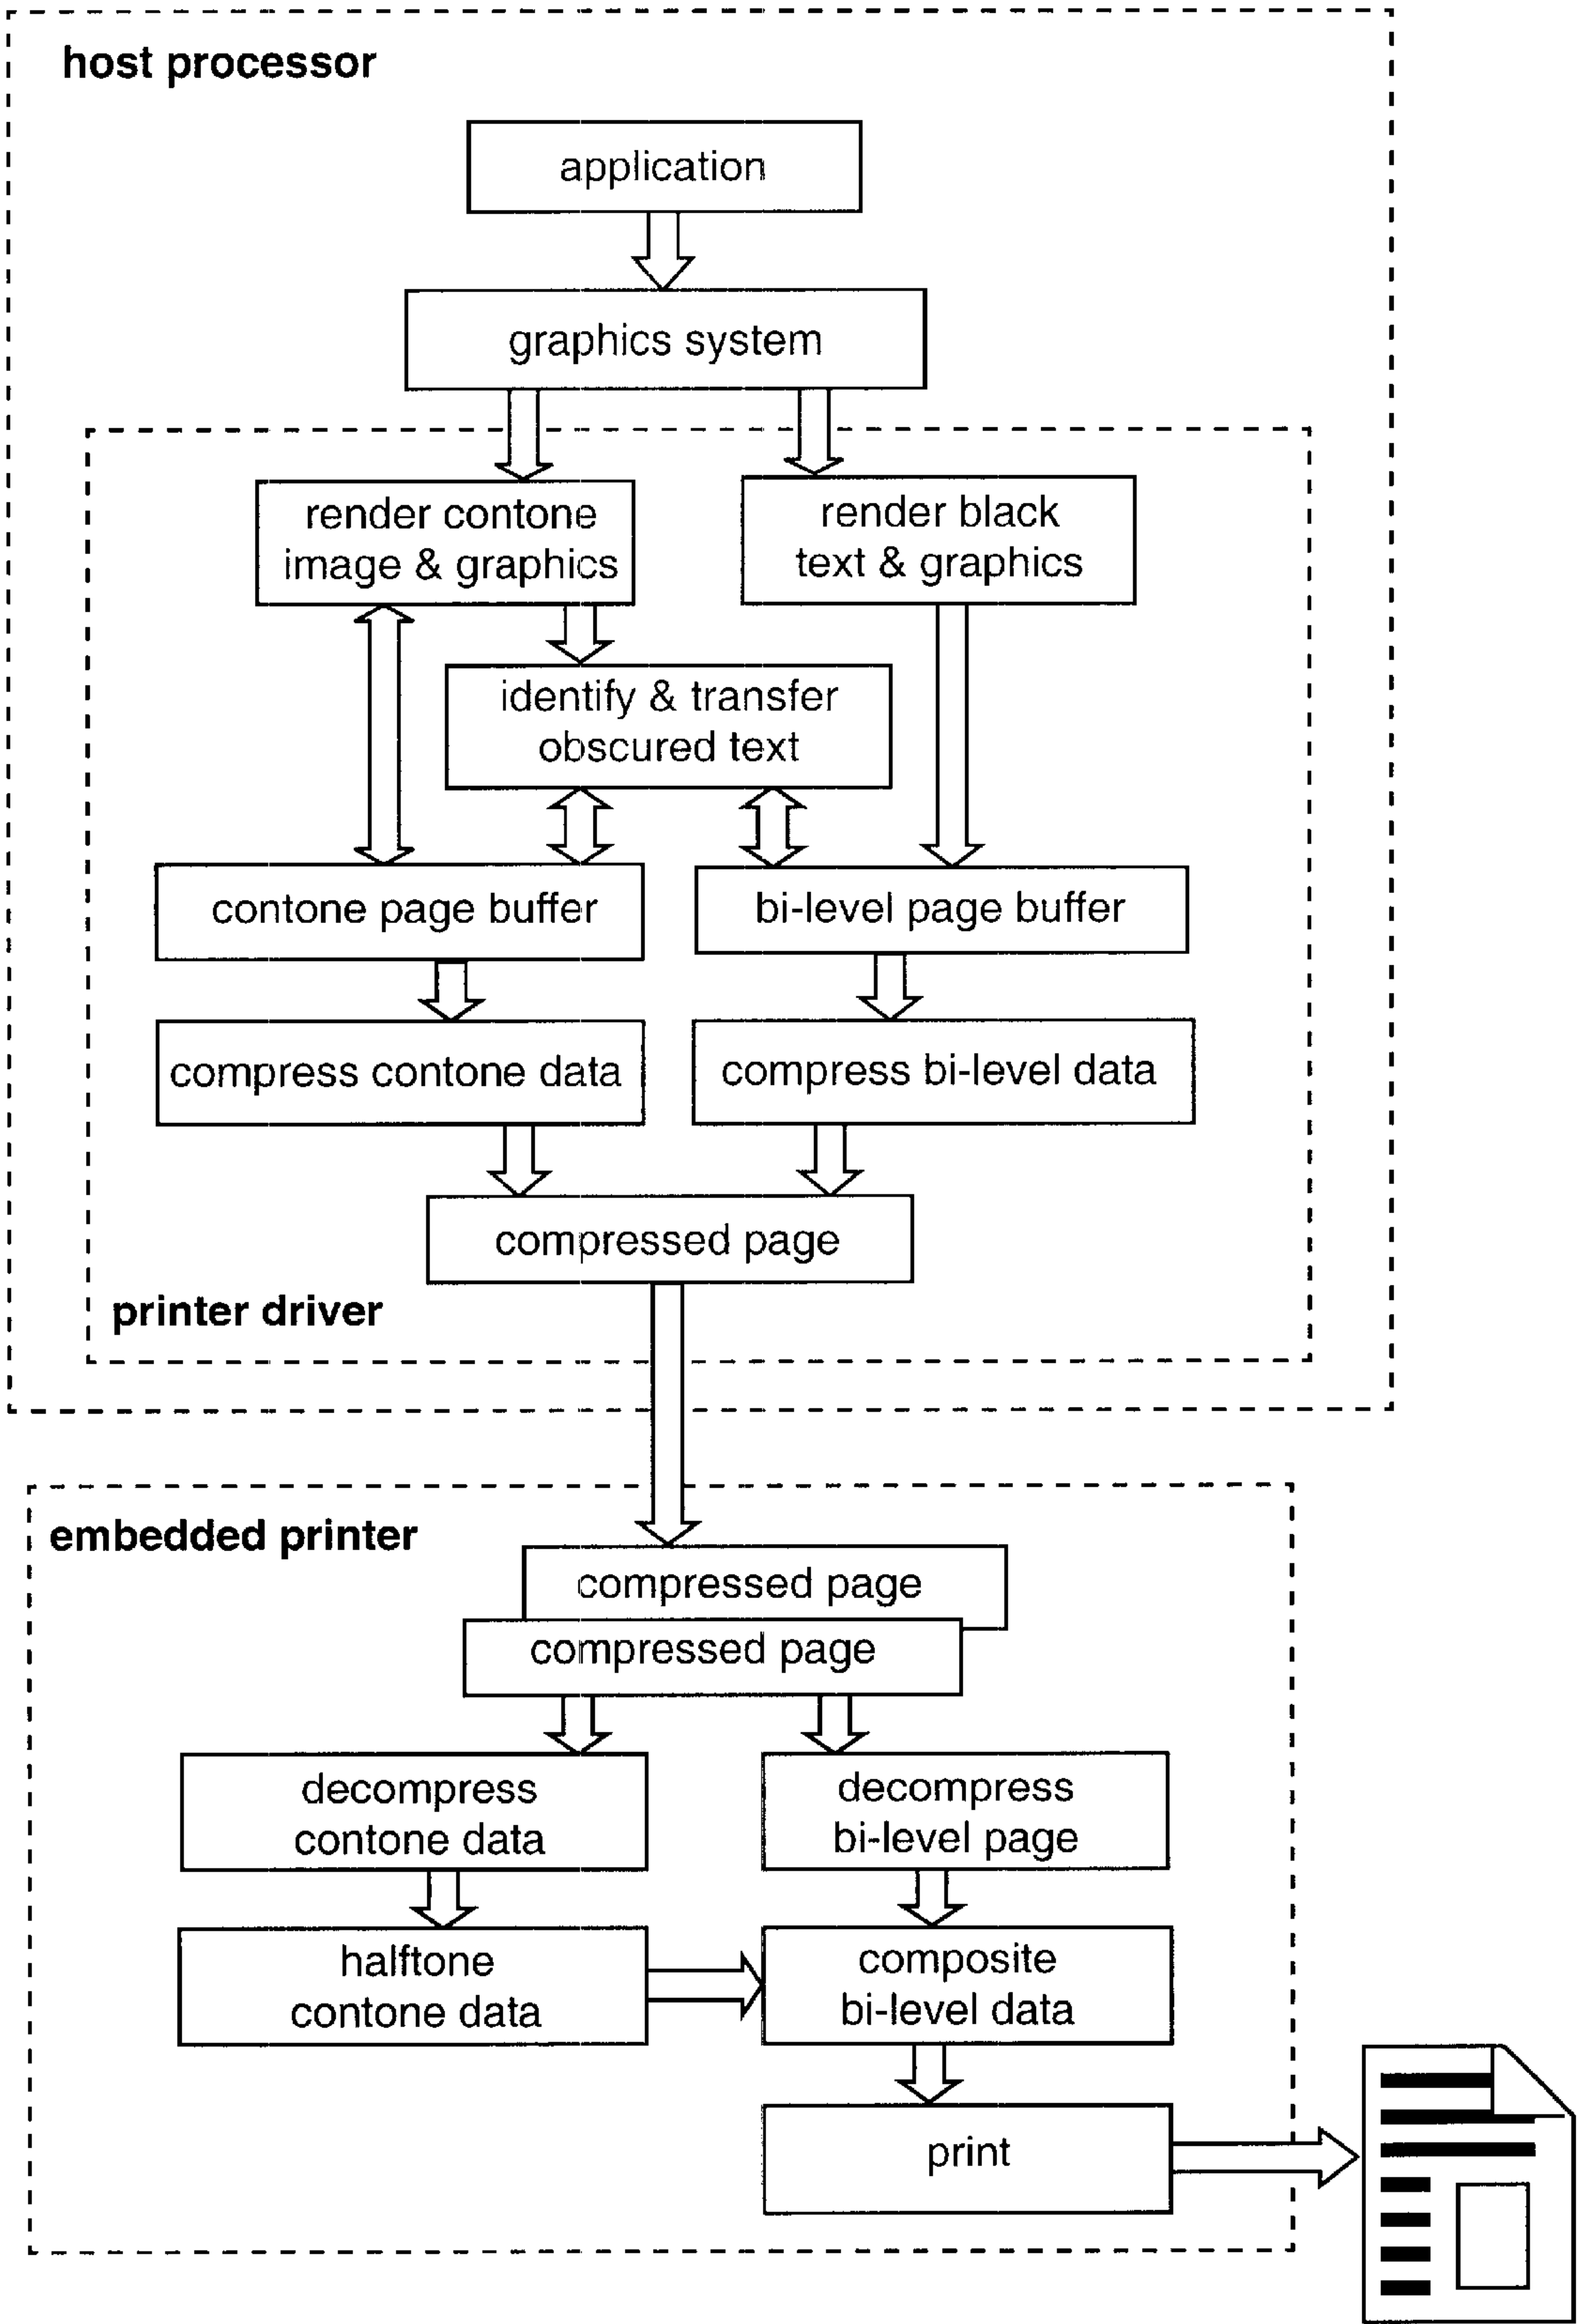 host processor
application
graphics system
render contone
image & graphics
render black
text & graphics
identify & transfer
obscured text
contone page buffer
bi-level page buffer
compress contone data
compress bi-level data
compressed page
printer driver
embedded printer
compressed page
compressed page
decompress
contone data
decompress
bi-level page
halftone
contone data
composite
bi-level data
print